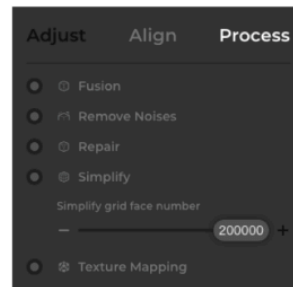 Adjust Align Process
Fusion
Remove Noises
Repair
Simplify
Simplify grid face number
− 200000 +
Texture Mapping